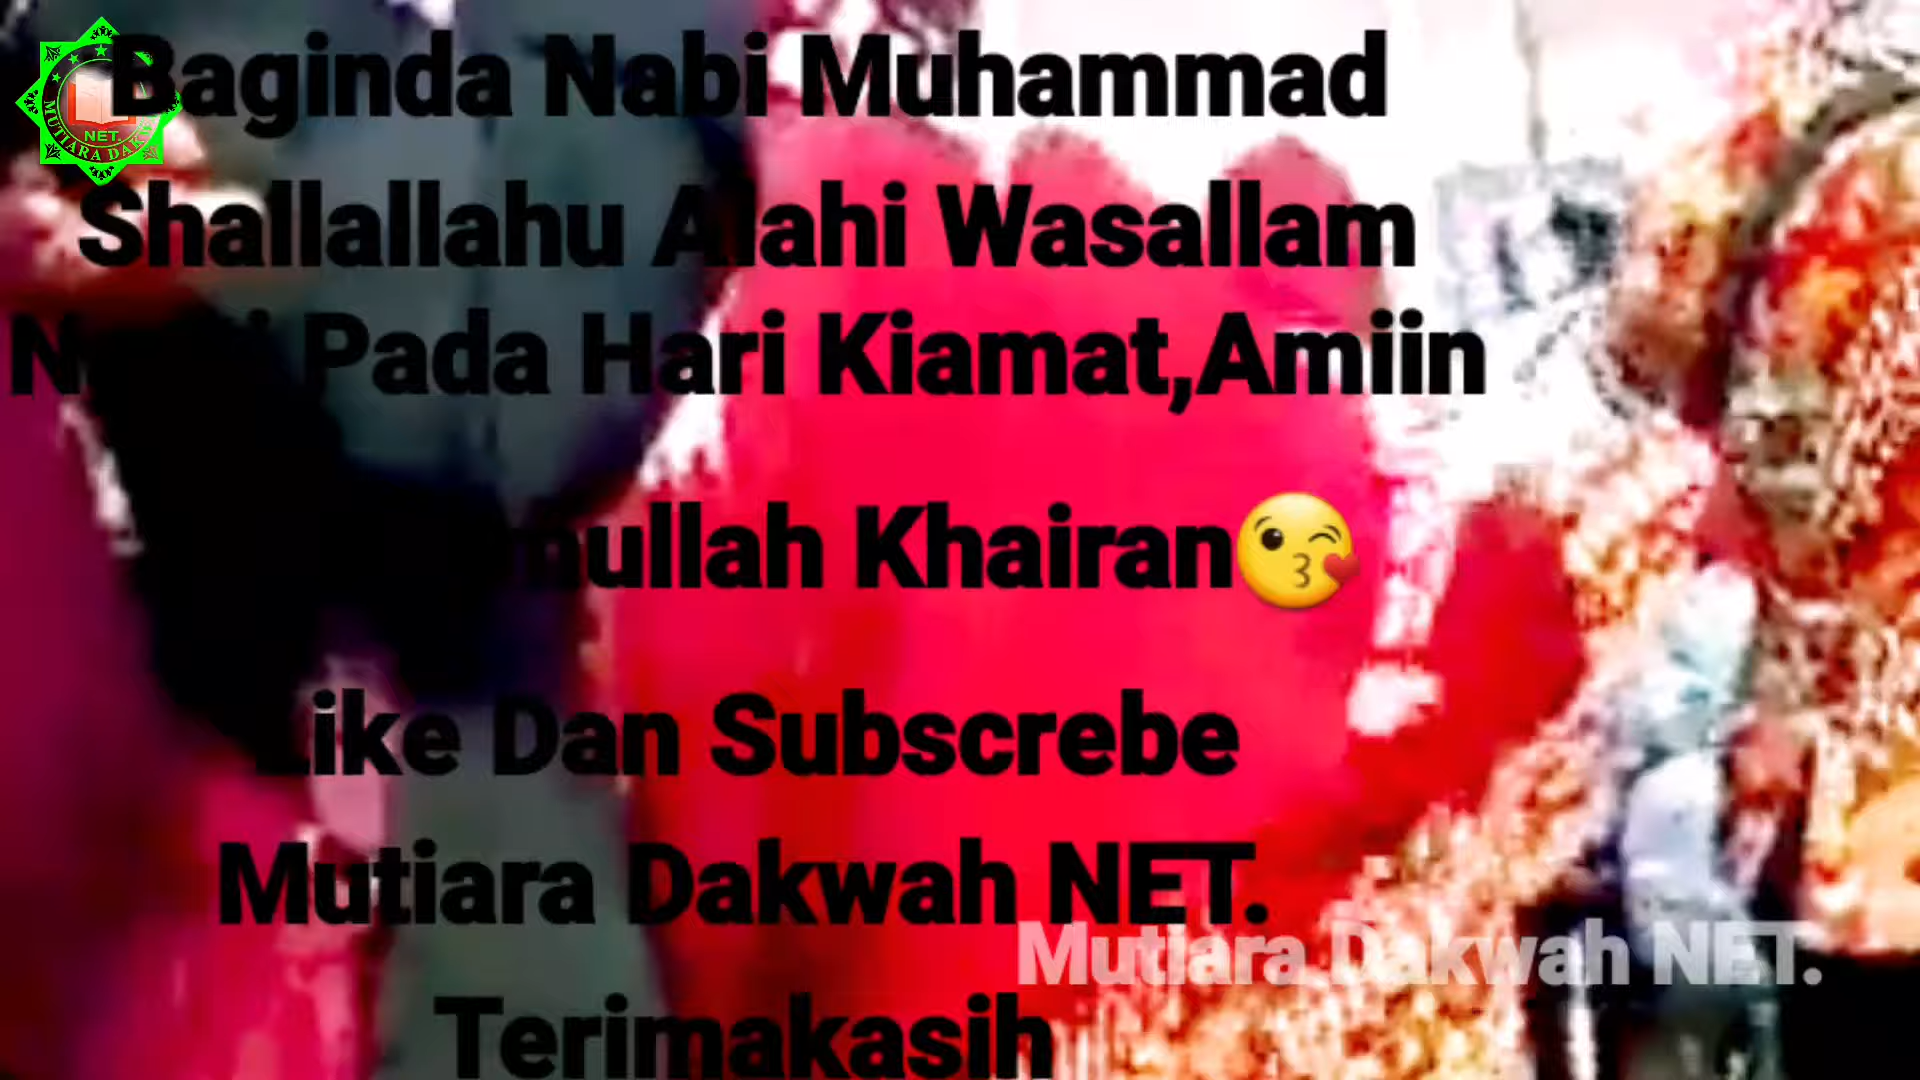 Baginda Nabi Muhammad
Shallallahu Alahi Wasallam
Pada Hari Kiamat,Amiin
Khairan😘
Like Dan Subscrebe
Mutiara Dakwah NET.
Terimakasih
Mutiara Dakwah NET.
NET.
MUTIARA